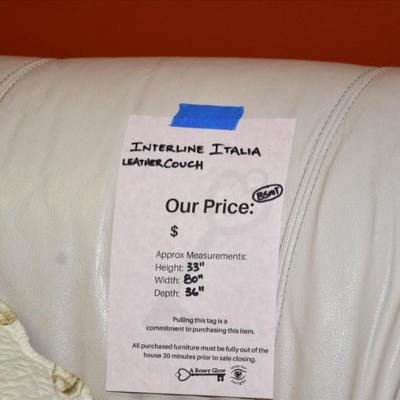 INTERLINE ITALIA
LEATHER COUCH
BSMT
Our Price:
$
Approx Measurements:
Height: 33"
Width: 80"
Depth: 36"
Pulling this tag is a
commitment to purchasing this item.
All purchased furniture must be fully out of the
house 30 minutes prior to sale closing.
A Rosey Glow